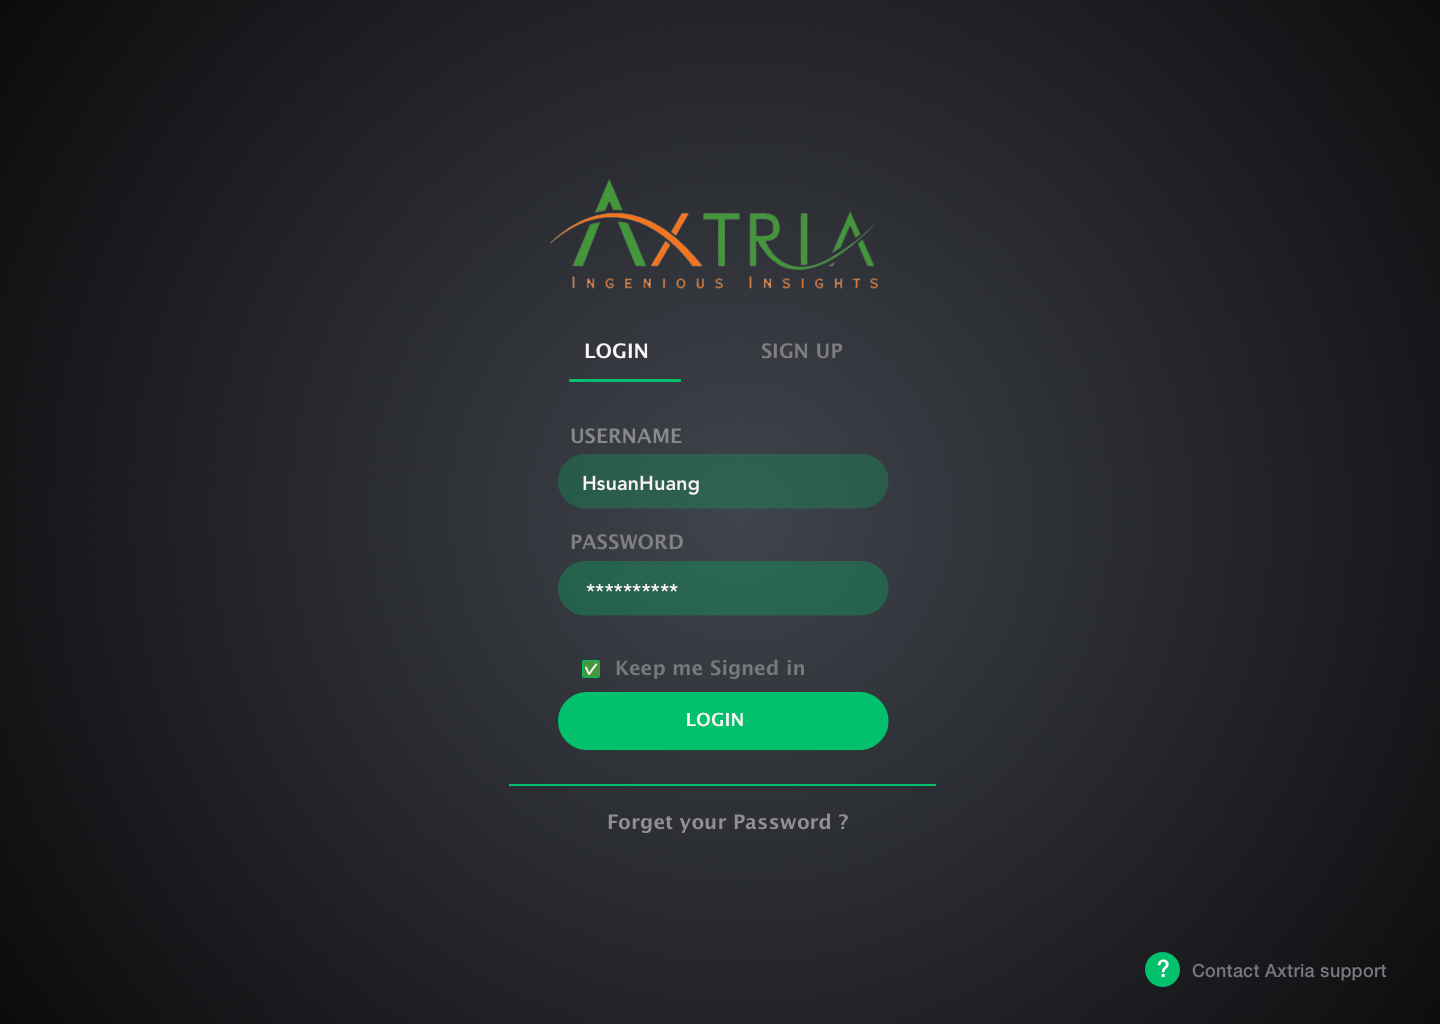 AXTRIA
INGENIOUS INSIGHTS
LOGIN
SIGN UP
USERNAME
HsuanHuang
PASSWORD
**********
Keep me Signed in
LOGIN
Forget your Password ?
? Contact Axtria support